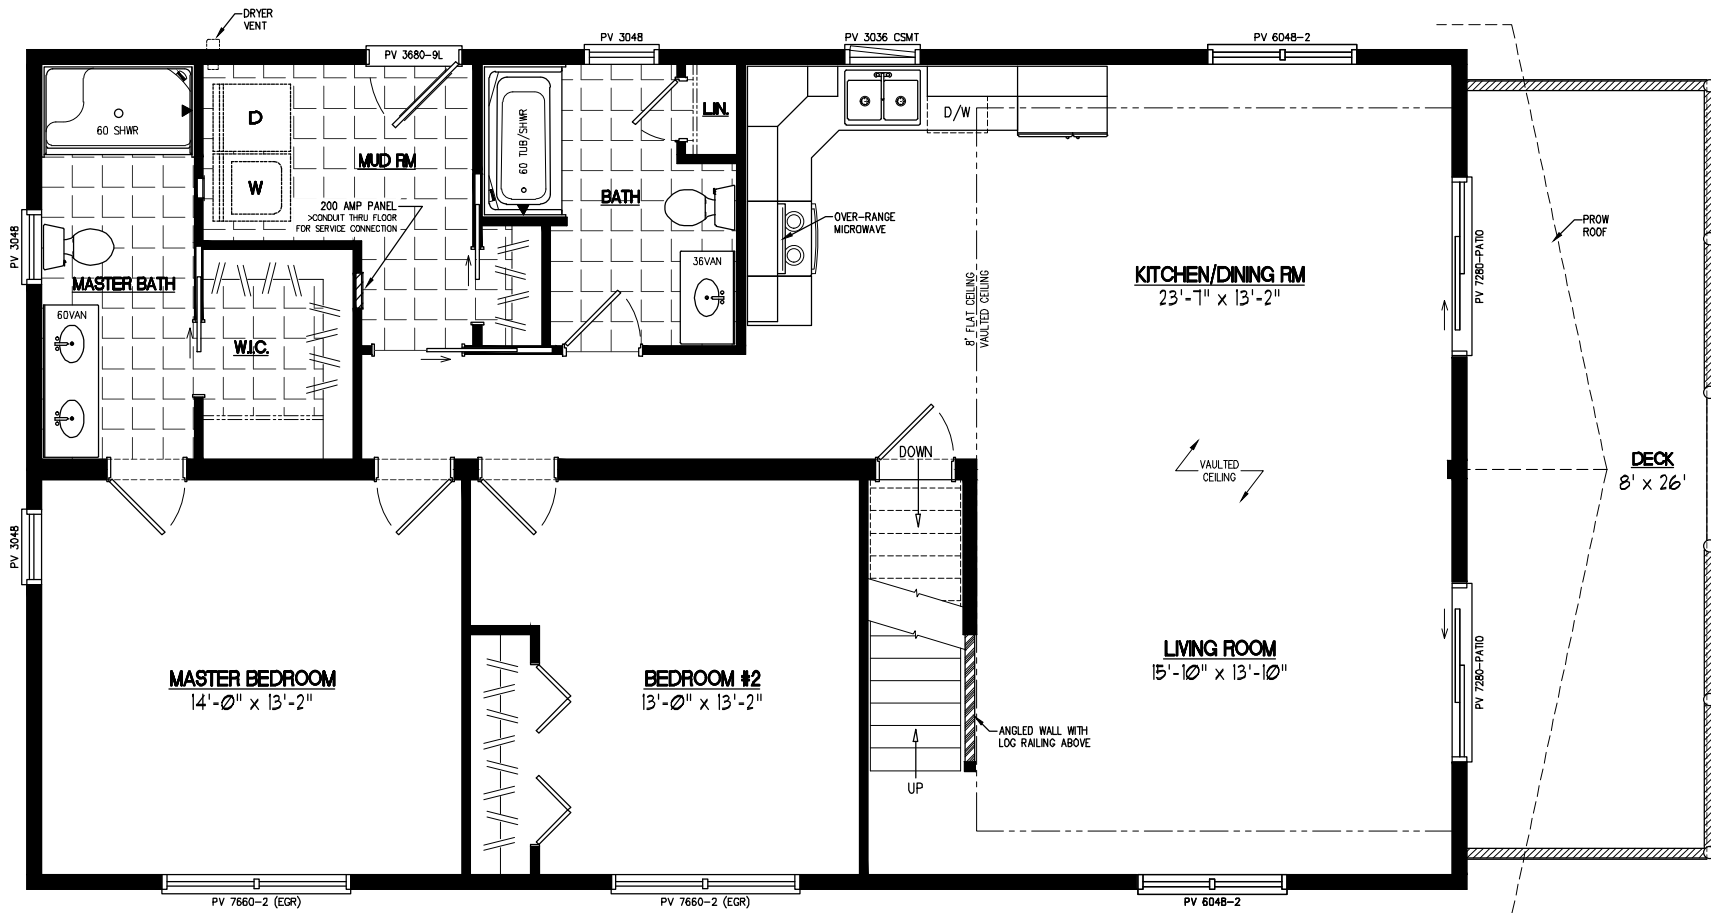 DRYER
VENT
PV 3680-9L
PV 3048
PV 3036 CSMT
PV 6048-2
60 SHWR
D
W
MUD RM
200 AMP PANEL
>CONDUIT THRU FLOOR
FOR SERVICE CONNECTION
60 TUB/SHWR
LIN.
BATH
36VAN
D/W
OVER-RANGE
MICROWAVE
8' FLAT CEILING
VAULTED CEILING
KITCHEN/DINING RM
23'-7" x 13'-2"
PV 7280-PATIO
PROW
ROOF
PV 3048
MASTER BATH
60VAN
W.I.C.
DOWN
VAULTED
CEILING
DECK
8' x 26'
PV 3048
MASTER BEDROOM
14'-0" x 13'-2"
BEDROOM #2
13'-0" x 13'-2"
LIVING ROOM
15'-10" x 13'-10"
PV 7280-PATIO
ANGLED WALL WITH
LOG RAILING ABOVE
UP
PV 7660-2 (EGR)
PV 7660-2 (EGR)
PV 6048-2